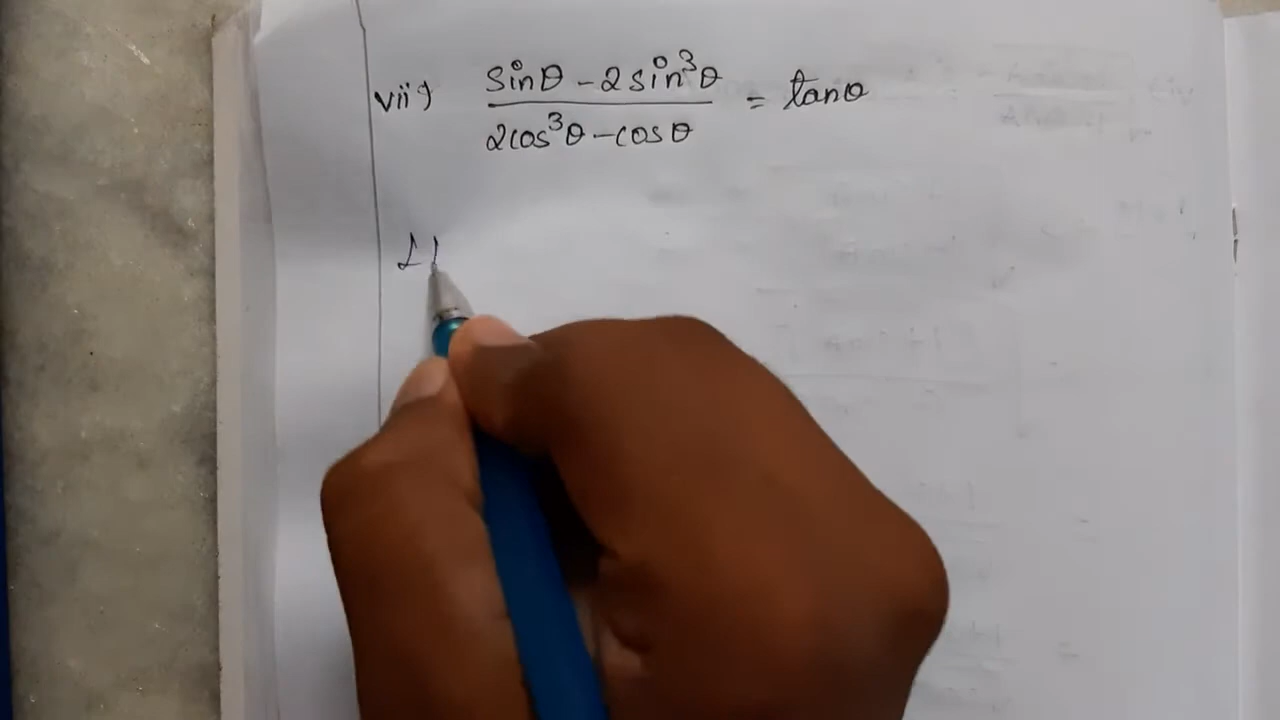 vii) sinθ - 2sin³θ / 2cos³θ - cosθ = tanθ
L